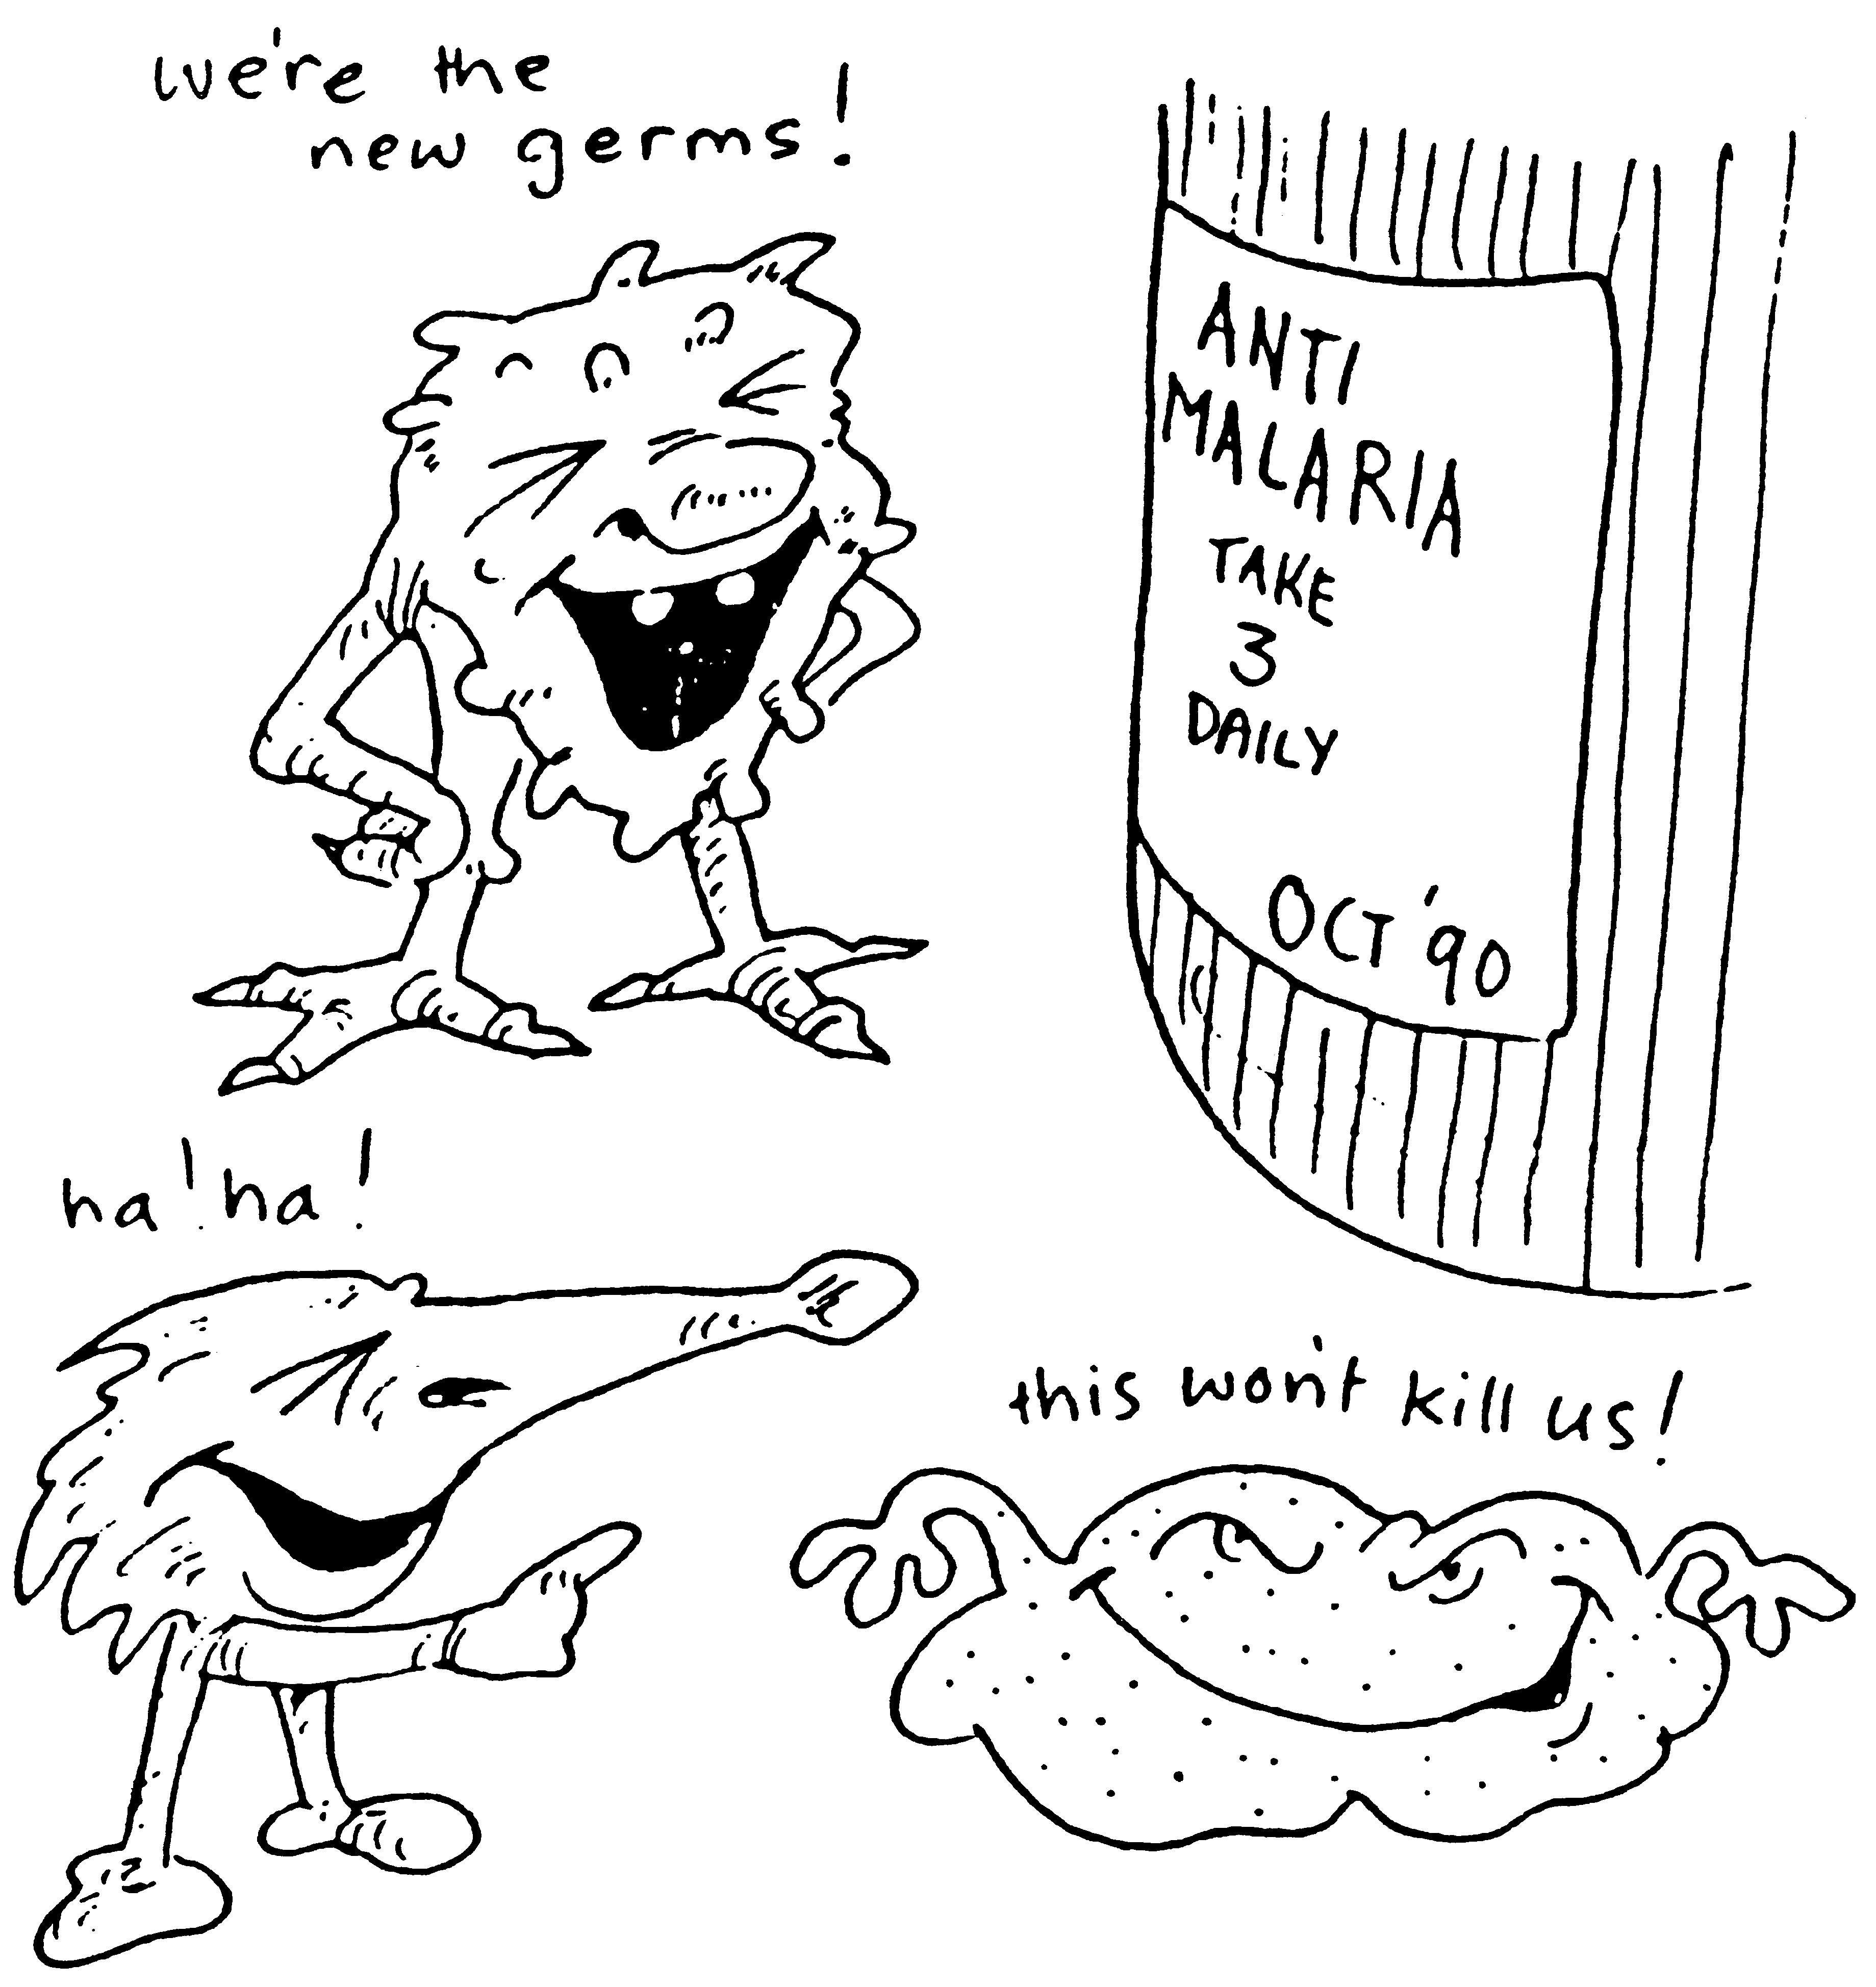 we're the
new germs!
ANTI
MALARIA
TAKE
3
DAILY
OCT '90
ha! ha!
this won't kill us!